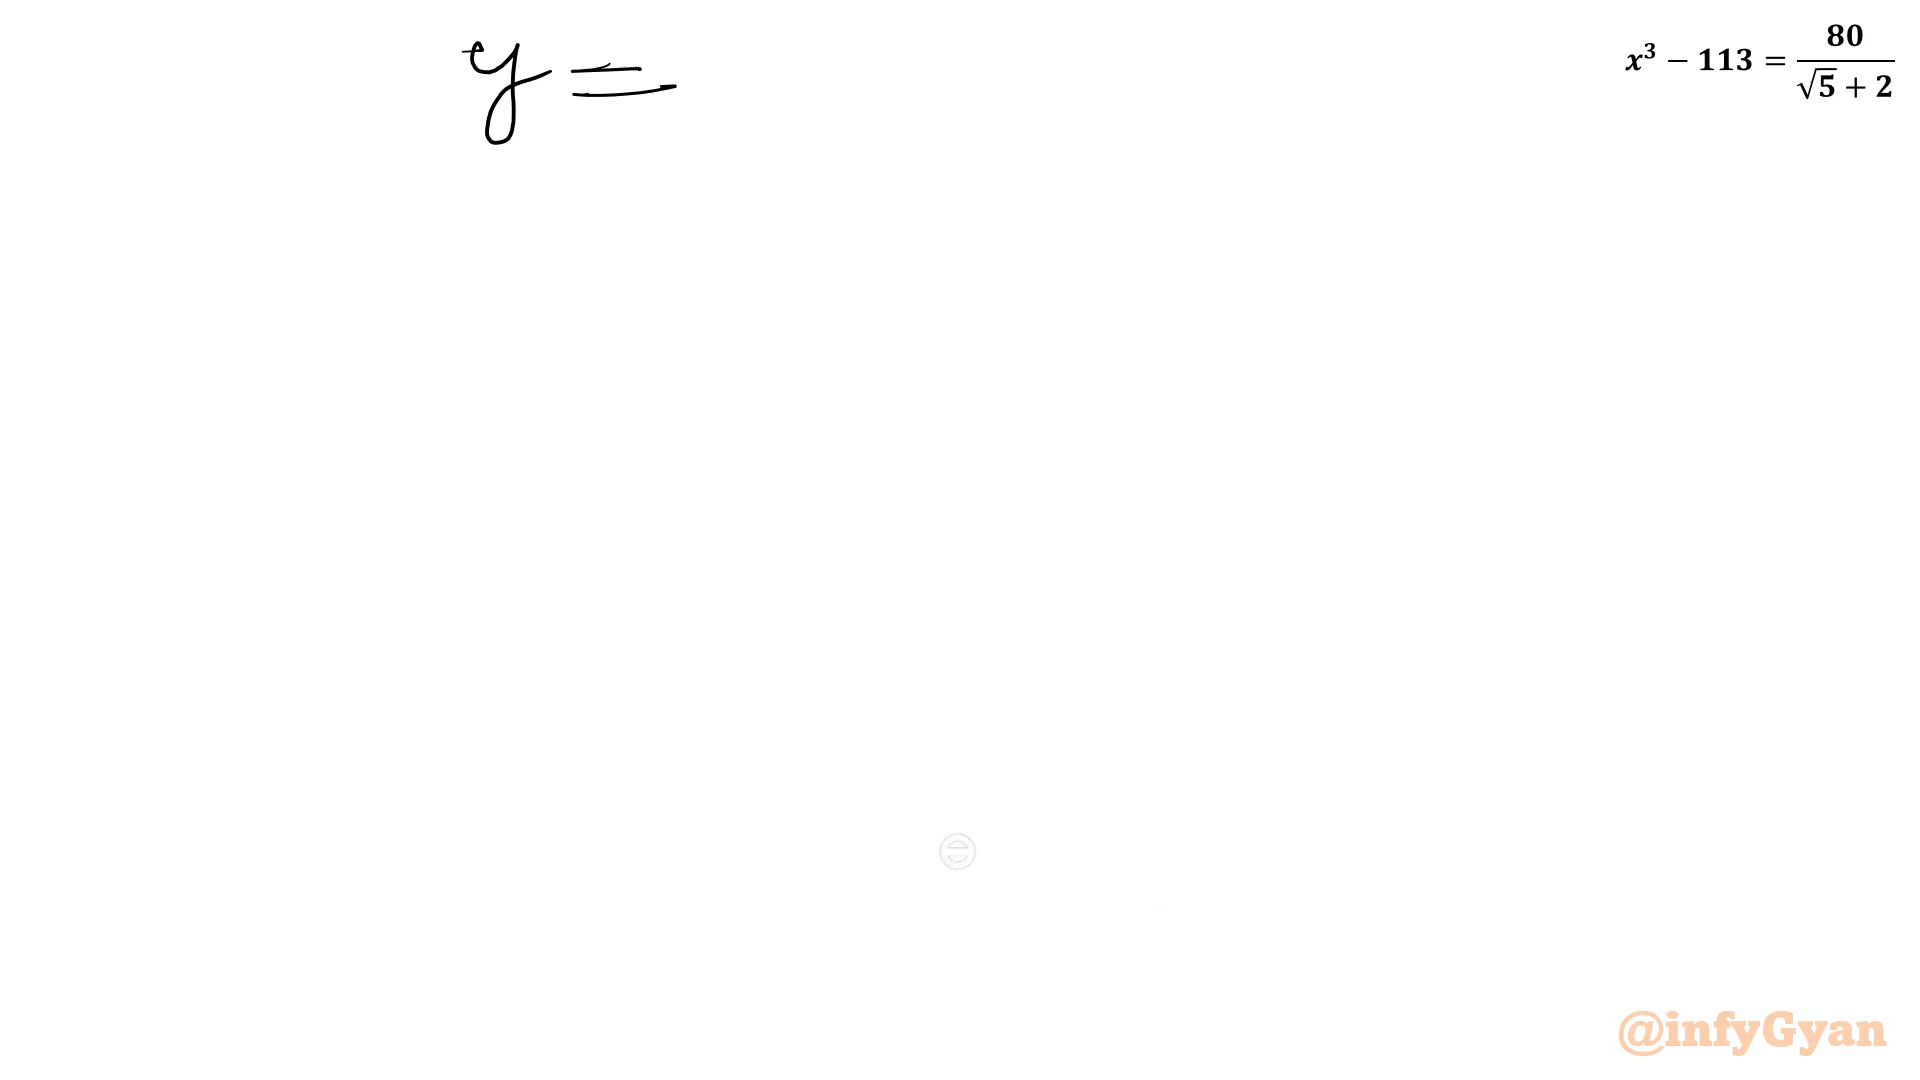 y =
x³ − 113 = 80 / (√5 + 2)
@infyGyan